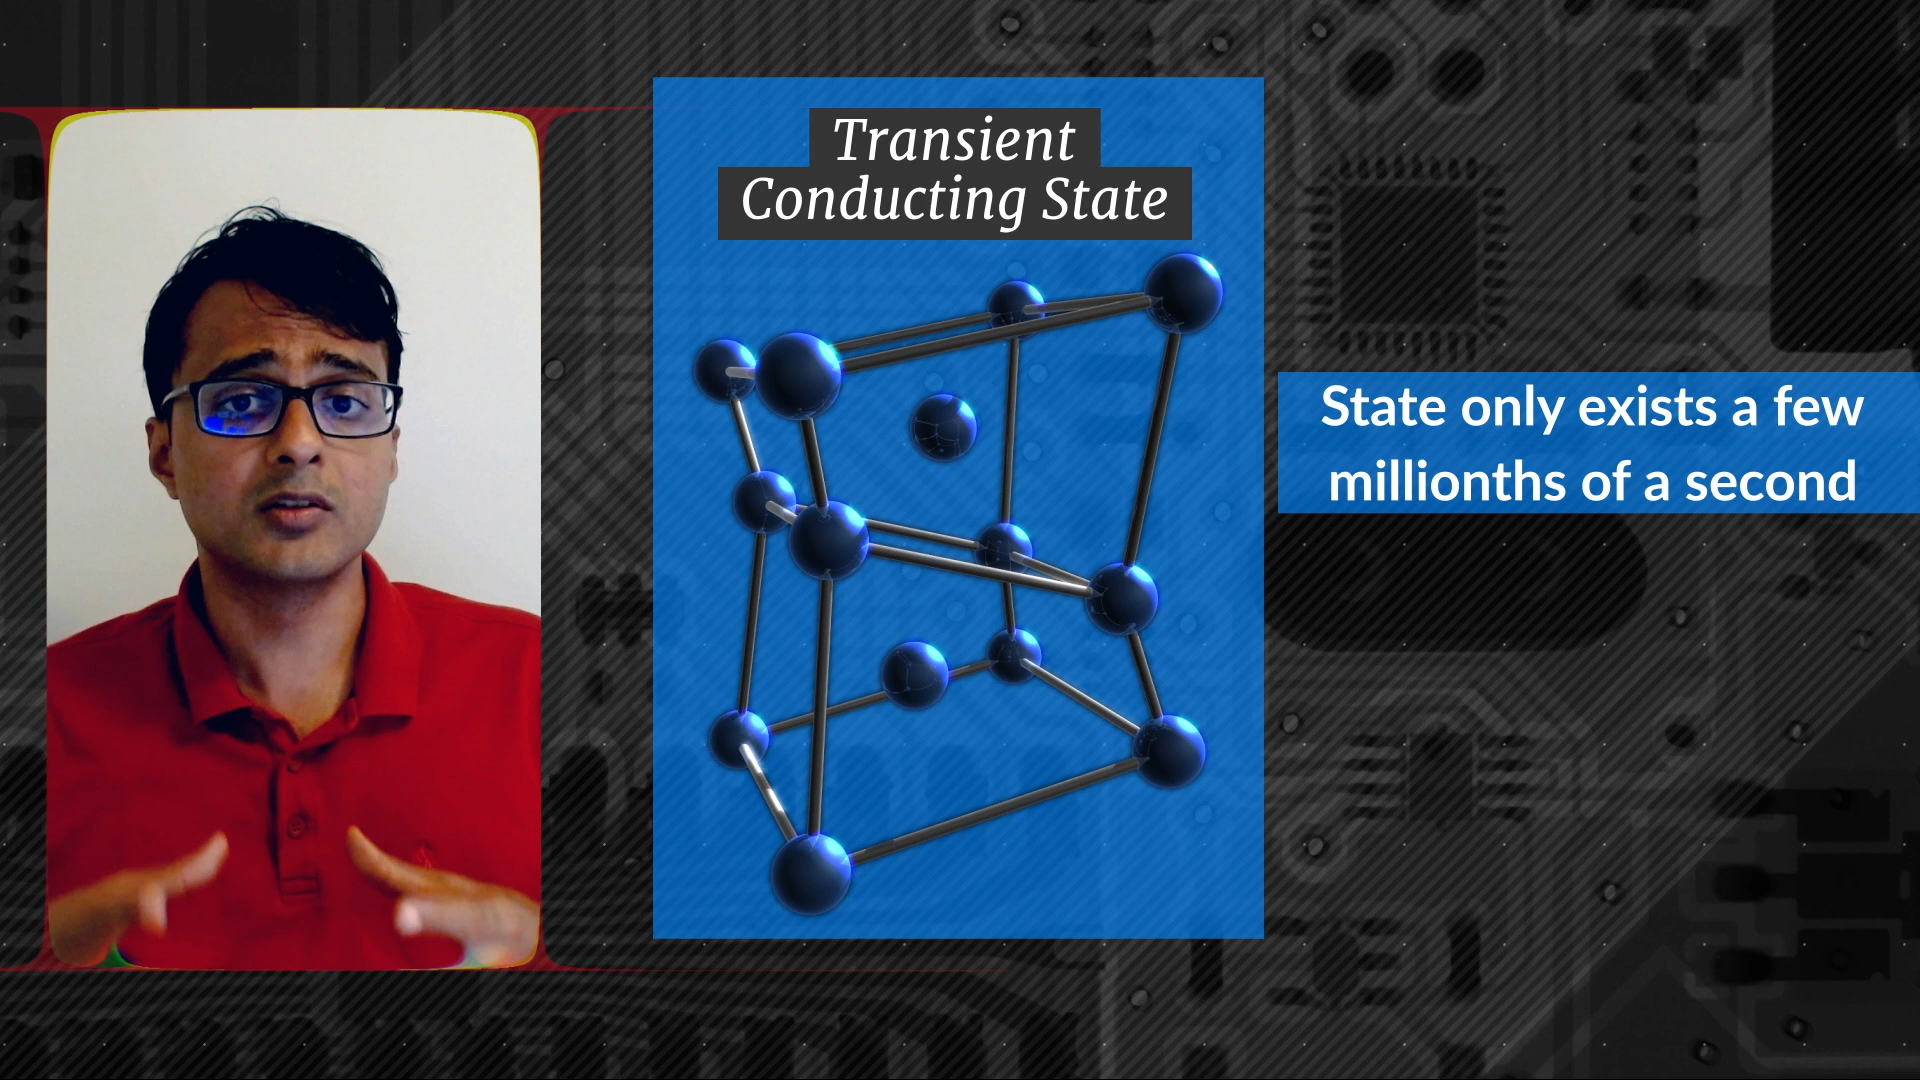 Transient
Conducting State
State only exists a few
millionths of a second